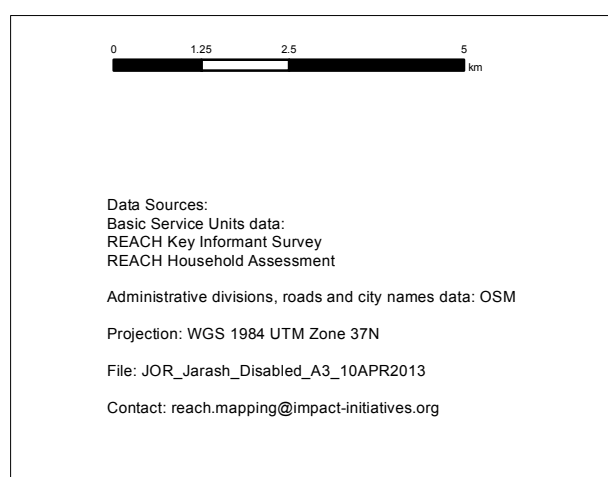 0 1.25 2.5 5
km
Data Sources:
Basic Service Units data:
REACH Key Informant Survey
REACH Household Assessment
Administrative divisions, roads and city names data: OSM
Projection: WGS 1984 UTM Zone 37N
File: JOR_Jarash_Disabled_A3_10APR2013
Contact: reach.mapping@impact-initiatives.org